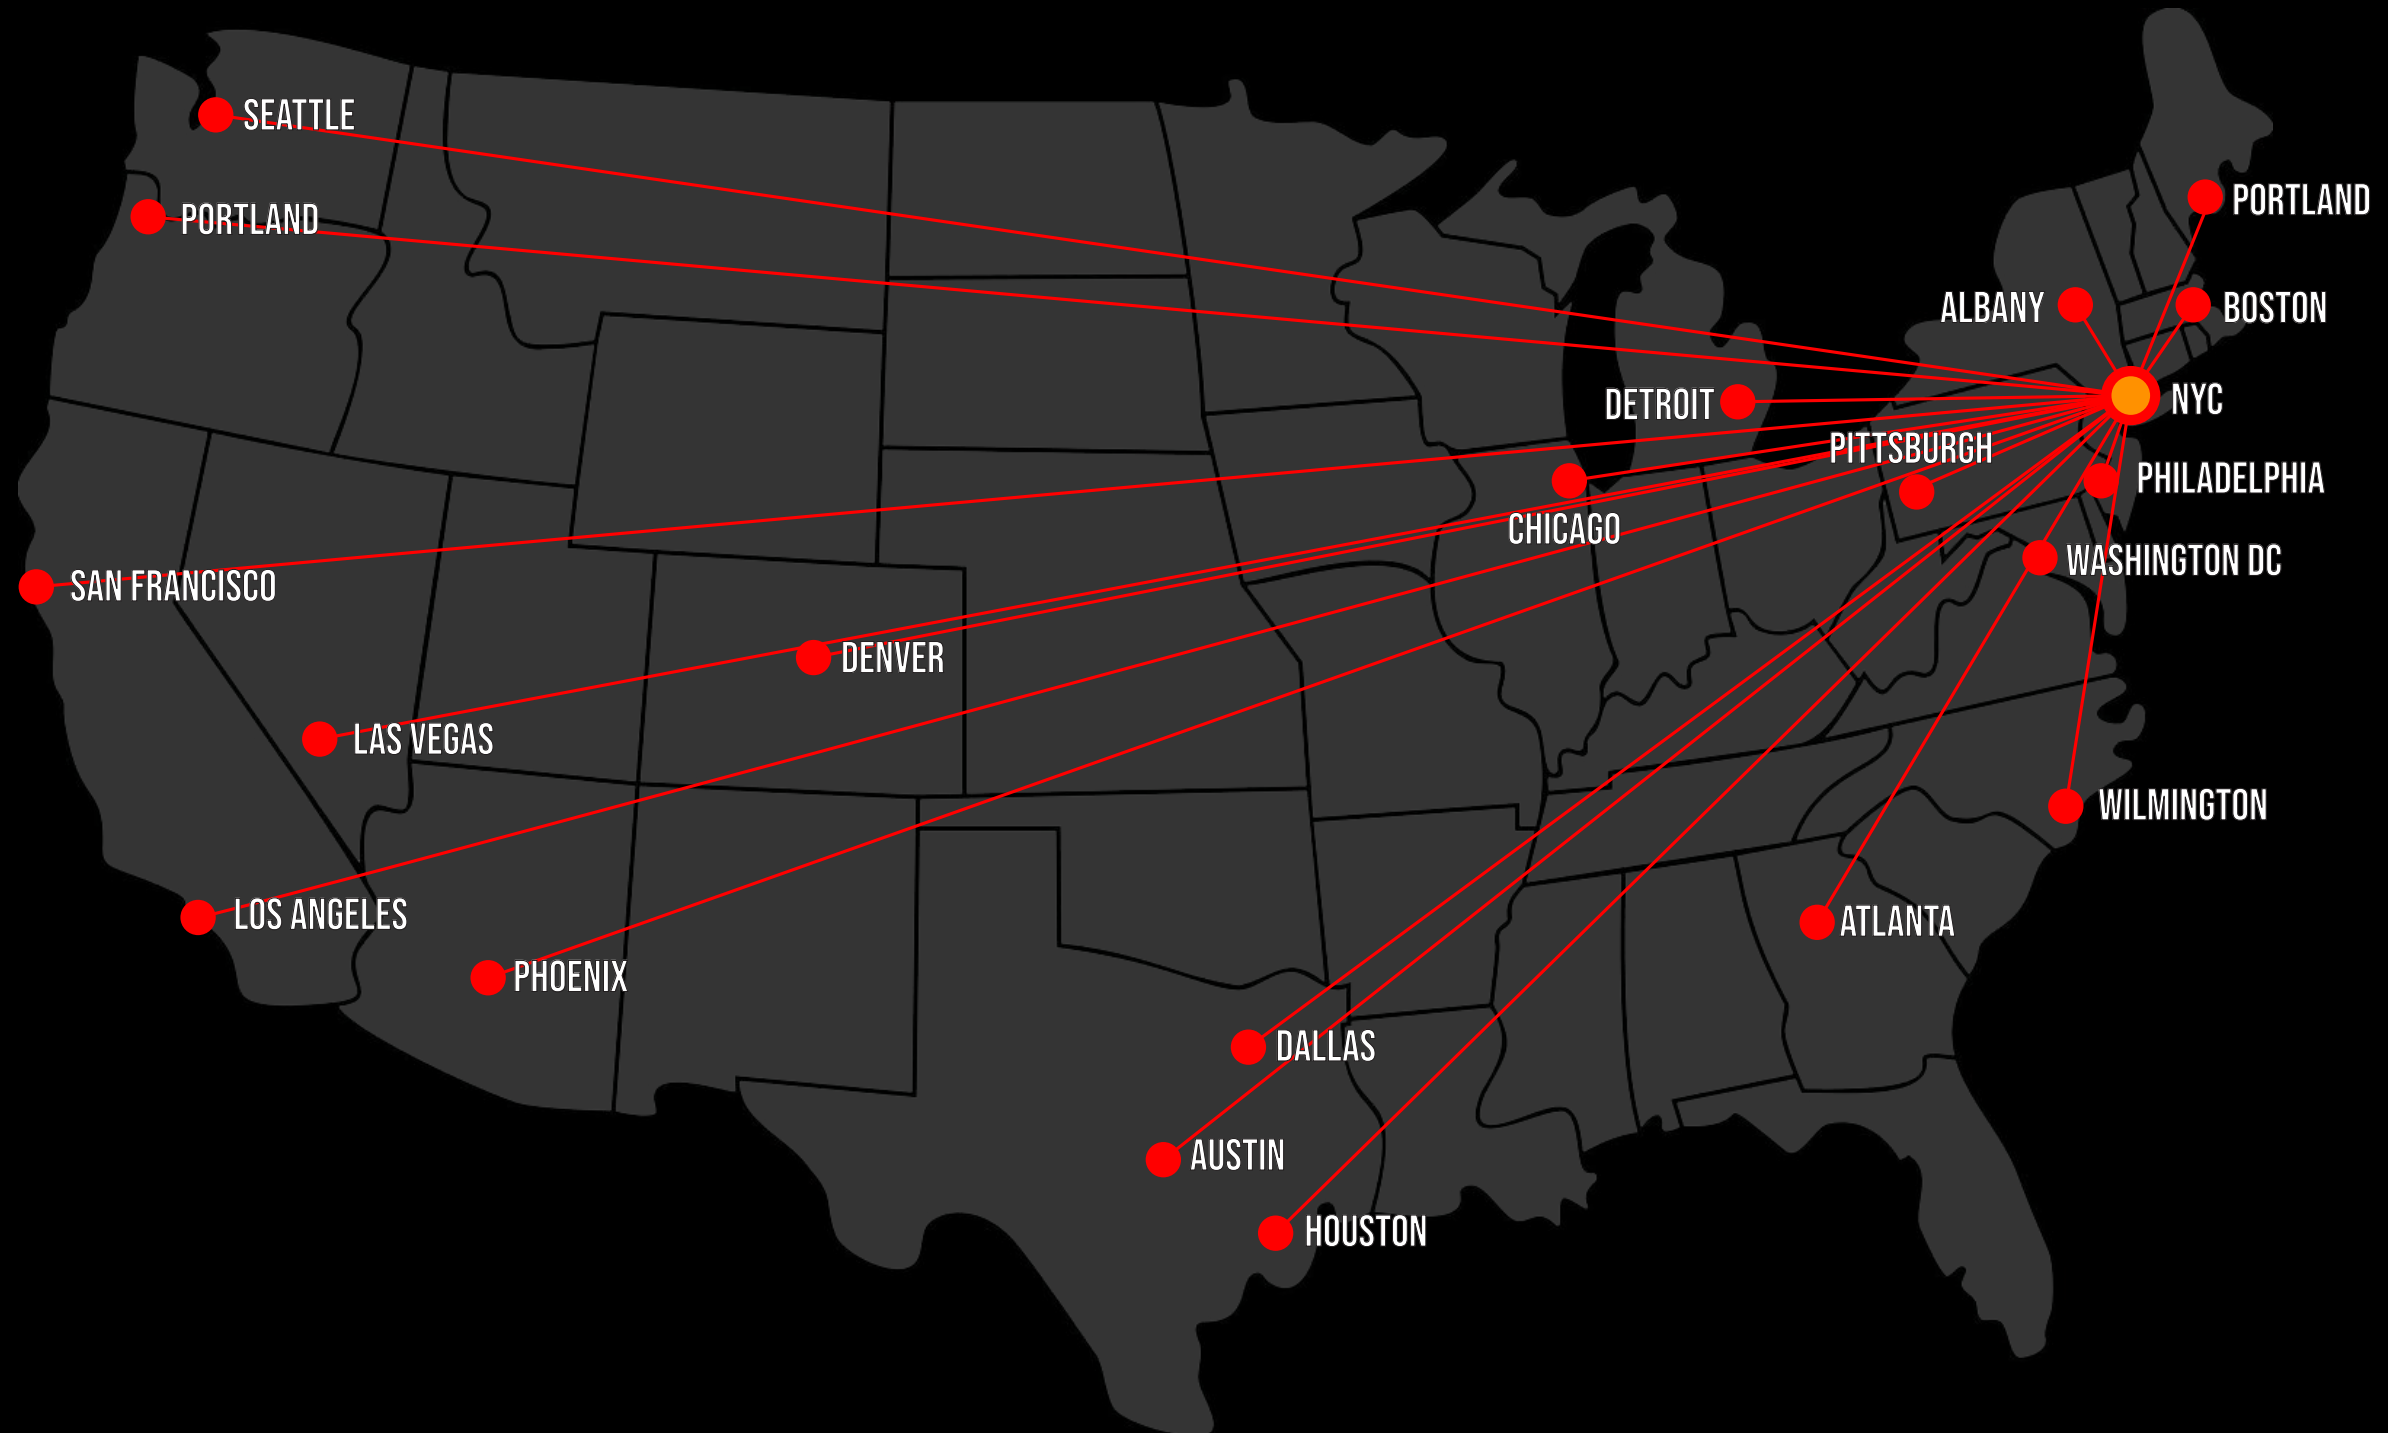 SEATTLE
PORTLAND
PORTLAND
ALBANY
BOSTON
DETROIT
NYC
PITTSBURGH
PHILADELPHIA
CHICAGO
WASHINGTON DC
SAN FRANCISCO
DENVER
LAS VEGAS
WILMINGTON
LOS ANGELES
ATLANTA
PHOENIX
DALLAS
AUSTIN
HOUSTON